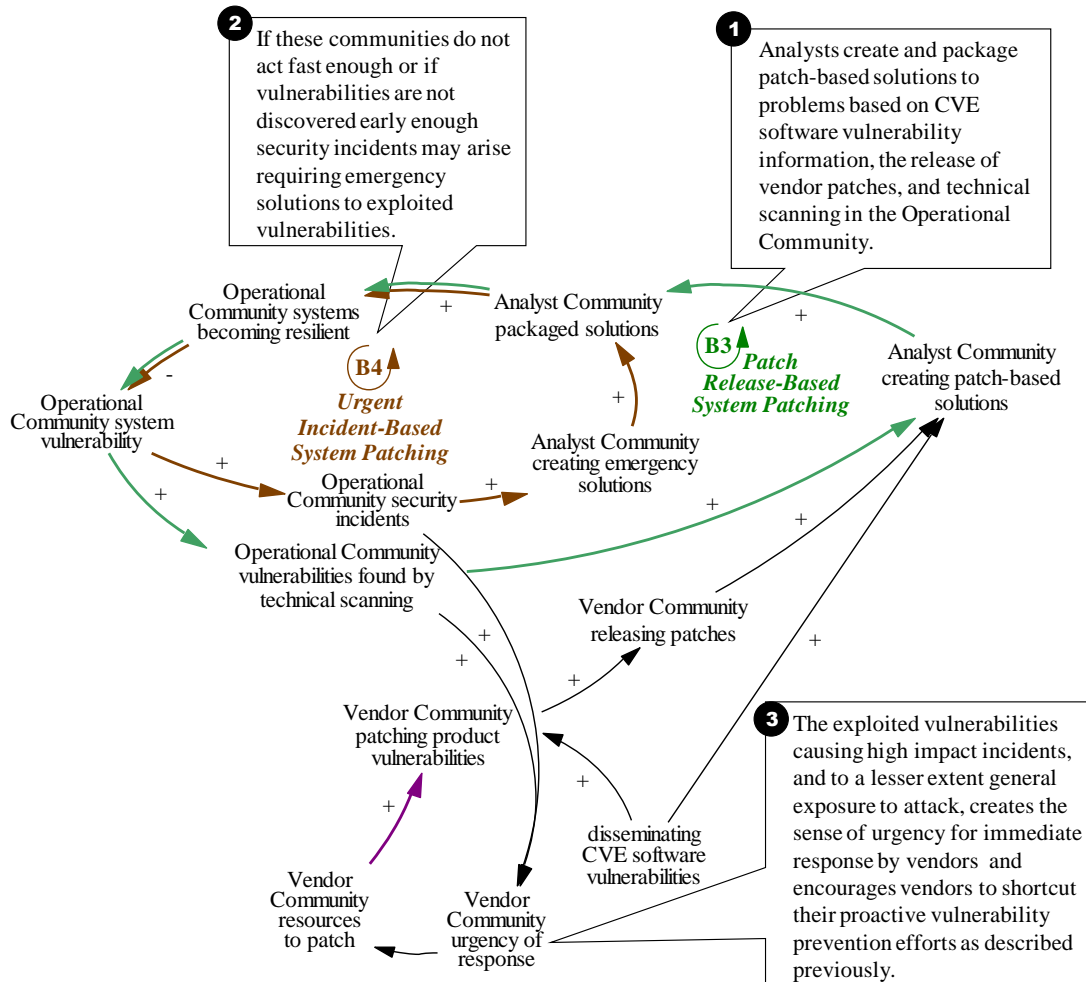 2
If these communities do not
act fast enough or if
vulnerabilities are not
discovered early enough
security incidents may arise
requiring emergency
solutions to exploited
vulnerabilities.
1
Analysts create and package
patch-based solutions to
problems based on CVE
software vulnerability
information, the release of
vendor patches, and technical
scanning in the Operational
Community.
Operational
Community systems
becoming resilient
+
Analyst Community
packaged solutions
+
B4
Urgent
Incident-Based
System Patching
B3
Patch
Release-Based
System Patching
Analyst Community
creating patch-based
solutions
-
Operational
Community system
vulnerability
+
+
Analyst Community
creating emergency
solutions
+
+
Operational
Community security
incidents
+
+
Operational Community
vulnerabilities found by
technical scanning
Vendor Community
releasing patches
+
+
+
+
Vendor Community
patching product
vulnerabilities
+
+
disseminating
CVE software
vulnerabilities
Vendor
Community
resources
to patch
Vendor
Community
urgency of
response
3
The exploited vulnerabilities
causing high impact incidents,
and to a lesser extent general
exposure to attack, creates the
sense of urgency for immediate
response by vendors and
encourages vendors to shortcut
their proactive vulnerability
prevention efforts as described
previously.